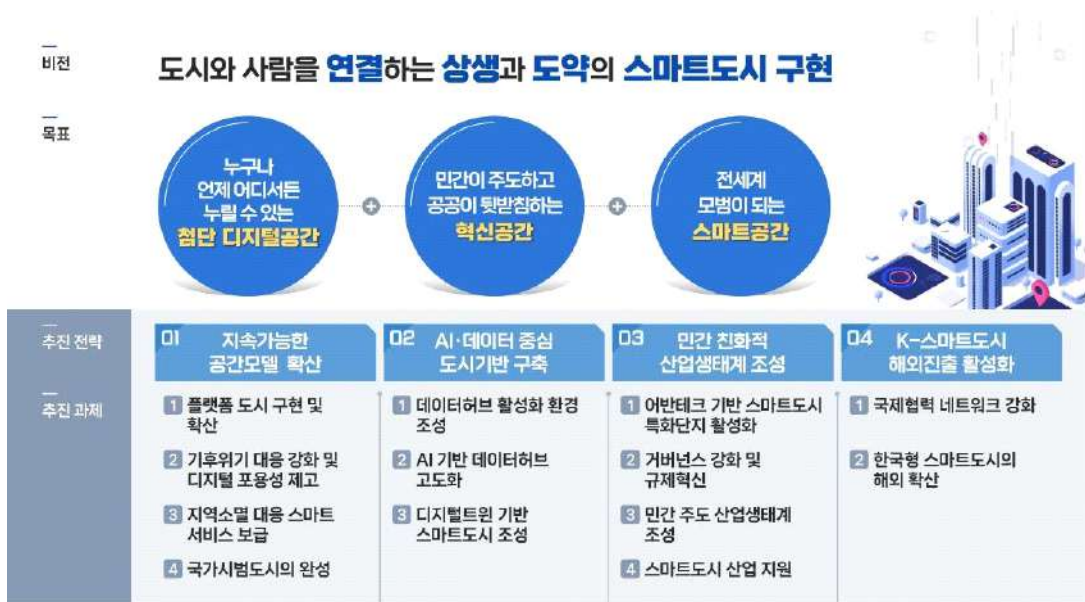 비전
도시와 사람을 연결하는 상생과 도약의 스마트도시 구현
목표
누구나
언제 어디서든
누릴 수 있는
첨단 디지털공간
민간이 주도하고
공공이 뒷받침하는
혁신공간
전세계
모범이 되는
스마트공간
추진 전략
01 지속가능한
공간모델 확산
02 AI·데이터 중심
도시기반 구축
03 민간 친화적
산업생태계 조성
04 K-스마트도시
해외진출 활성화
추진 과제
1 플랫폼 도시 구현 및
확산
2 기후위기 대응 강화 및
디지털 포용성 제고
3 지역소멸 대응 스마트
서비스 보급
4 국가시범도시의 완성
1 데이터허브 활성화 환경
조성
2 AI 기반 데이터허브
고도화
3 디지털트윈 기반
스마트도시 조성
1 어반테크 기반 스마트도시
특화단지 활성화
2 거버넌스 강화 및
규제혁신
3 민간 주도 산업생태계
조성
4 스마트도시 산업 지원
1 국제협력 네트워크 강화
2 한국형 스마트도시의
해외 확산